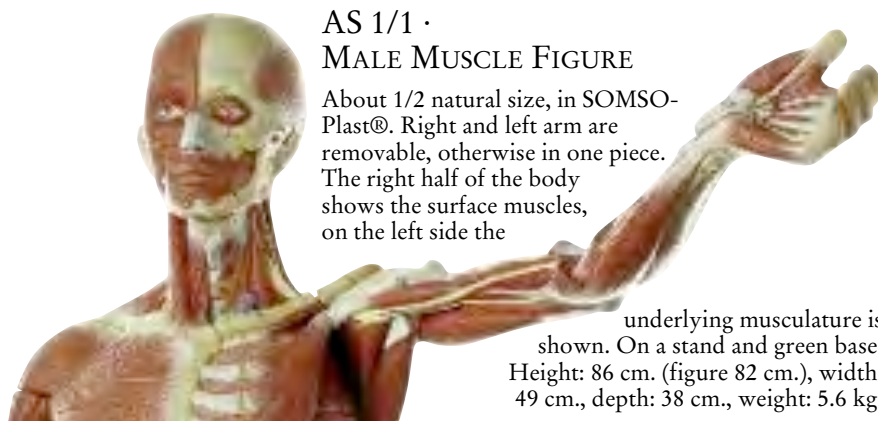 AS 1/1 ·
MALE MUSCLE FIGURE
About 1/2 natural size, in SOMSO-
Plast®. Right and left arm are
removable, otherwise in one piece.
The right half of the body
shows the surface muscles,
on the left side the
underlying musculature is
shown. On a stand and green base
Height: 86 cm. (figure 82 cm.), width
49 cm., depth: 38 cm., weight: 5.6 kg